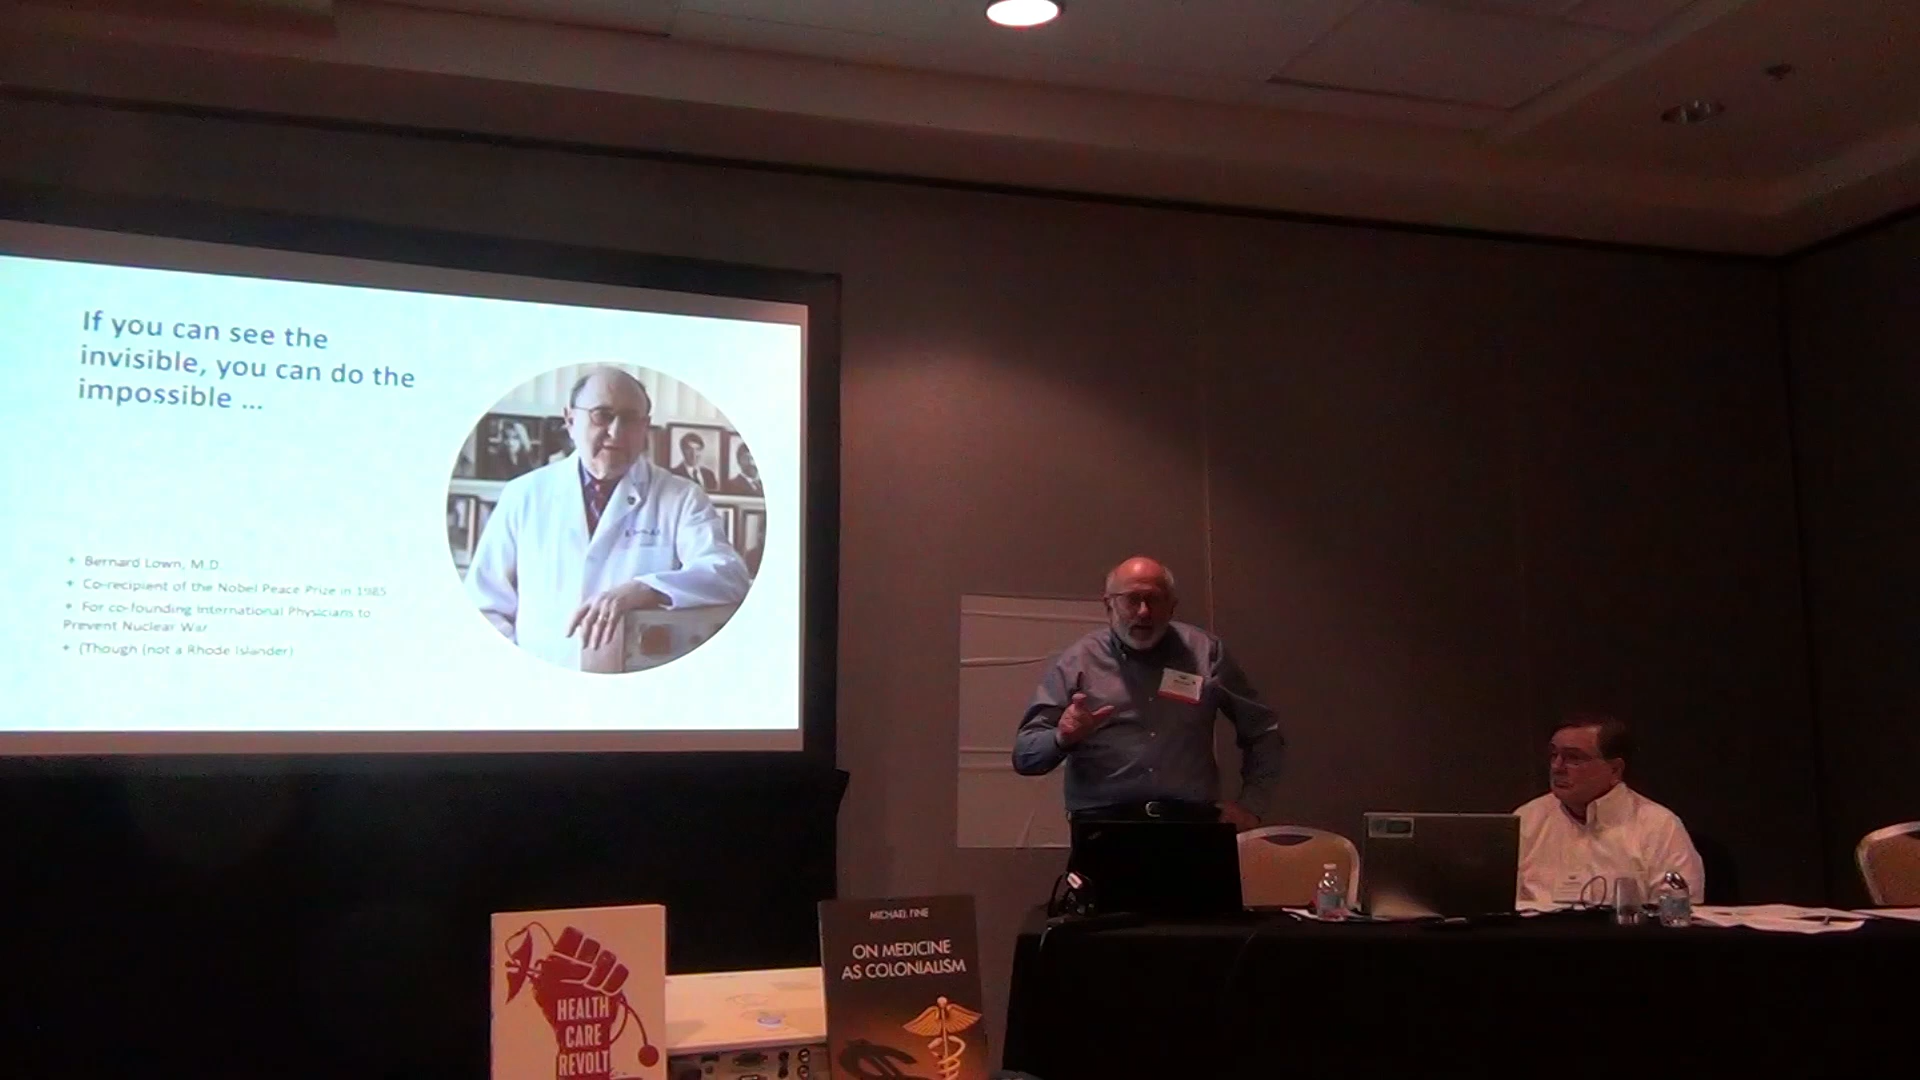 If you can see the
invisible, you can do the
impossible ...
+ Bernard Lown, M.D.
+ Co-recipient of the Nobel Peace Prize in 1985
+ For co-founding International Physicians to
Prevent Nuclear War
+ (Though (not a Rhode Islander)
HEALTH
CARE
REVOLT
MICHAEL FINE
ON MEDICINE
AS COLONIALISM